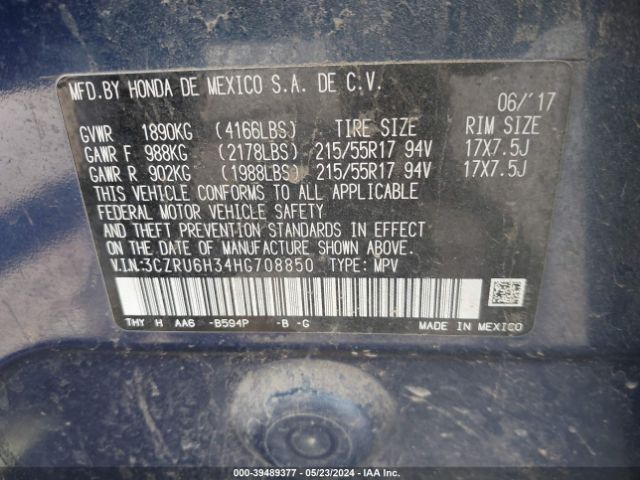 MFD.BY HONDA DE MEXICO S.A. DE C.V.
06/'17
GVWR 1890KG (4166LBS) TIRE SIZE RIM SIZE
GAWR F 988KG (2178LBS) 215/55R17 94V 17X7.5J
GAWR R 902KG (1988LBS) 215/55R17 94V 17X7.5J
THIS VEHICLE CONFORMS TO ALL APPLICABLE
FEDERAL MOTOR VEHICLE SAFETY
AND THEFT PREVENTION STANDARDS IN EFFECT
ON THE DATE OF MANUFACTURE SHOWN ABOVE.
V.I.N:3CZRU6H34HG708850 TYPE: MPV
THY H AA6 -B594P -B -G MADE IN MEXICO
000-39489377 - 05/23/2024 - IAA Inc.